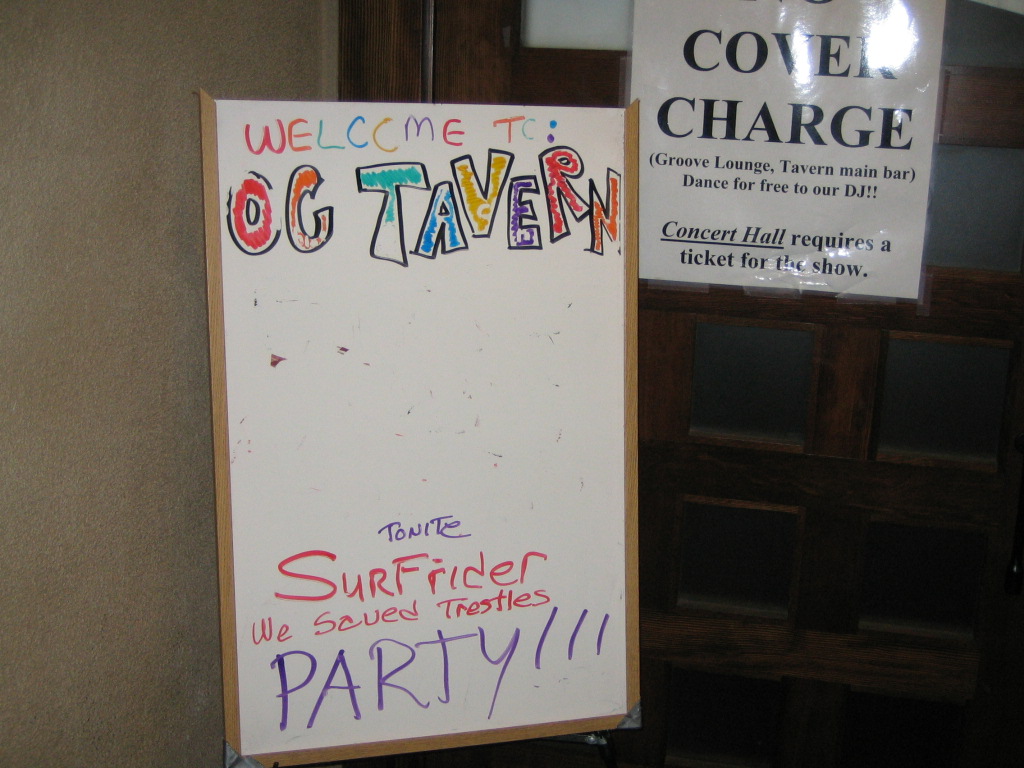 WELCOME TO:
OC TAVERN
TONITE
SurFrider
We Saved Trestles
PARTY!!!
NO
COVER
CHARGE
(Groove Lounge, Tavern main bar)
Dance for free to our DJ!!
Concert Hall requires a
ticket for the show.